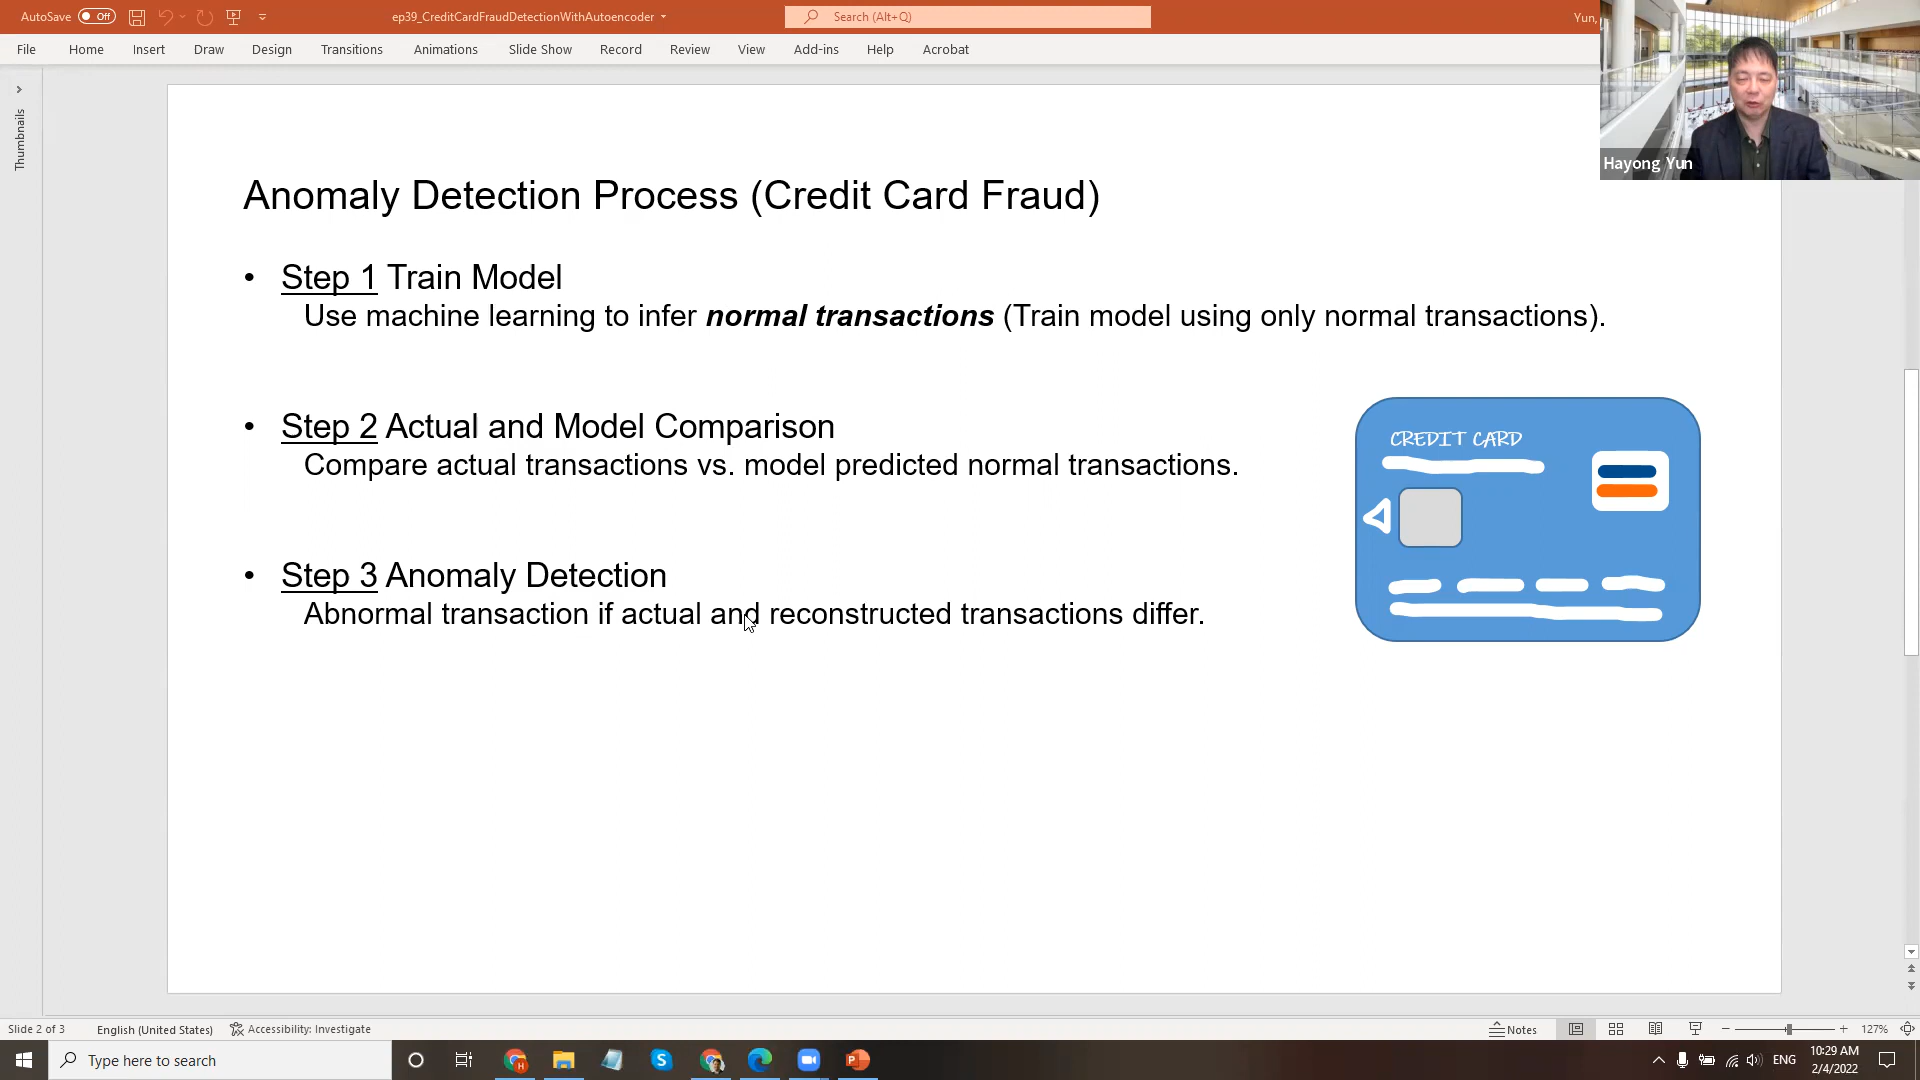 AutoSave Off
ep39_CreditCardFraudDetectionWithAutoencoder
Search (Alt+Q)
Yun,
File Home Insert Draw Design Transitions Animations Slide Show Record Review View Add-ins Help Acrobat
Hayong Yun
Thumbnails
Anomaly Detection Process (Credit Card Fraud)
• Step 1 Train Model
Use machine learning to infer normal transactions (Train model using only normal transactions).
• Step 2 Actual and Model Comparison
Compare actual transactions vs. model predicted normal transactions.
CREDIT CARD
• Step 3 Anomaly Detection
Abnormal transaction if actual and reconstructed transactions differ.
Slide 2 of 3 English (United States) Accessibility: Investigate Notes 127%
Type here to search
ENG
10:29 AM
2/4/2022